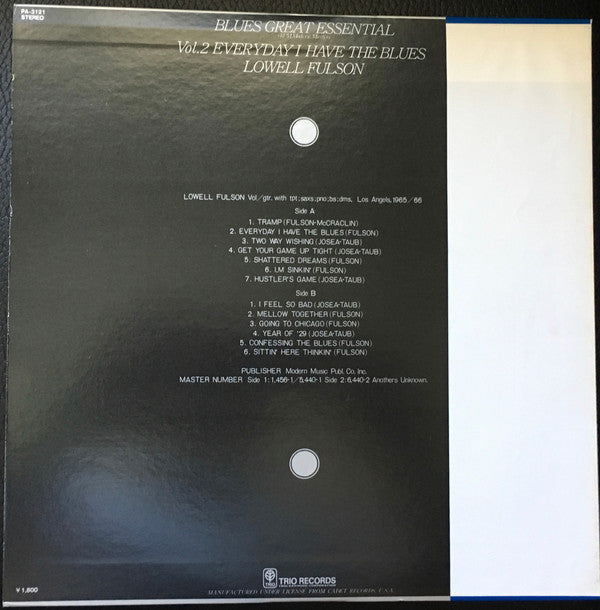 PA-3121
STEREO
BLUES GREAT ESSENTIAL
Vol.2 EVERYDAY I HAVE THE BLUES
LOWELL FULSON
LOWELL FULSON Vol/gtr. with tpt;saxs;pno;bs;dms, Los Angels,1965/66
Side A
1. TRAMP(FULSON-McCRACLIN)
2. EVERYDAY I HAVE THE BLUES(FULSON)
3. TWO WAY WISHING(JOSEA-TAUB)
4. GET YOUR GAME UP TIGHT(JOSEA-TAUB)
5. SHATTERED DREAMS(FULSON)
6. I,M SINKIN'(FULSON)
7. HUSTLER'S GAME(JOSEA-TAUB)
Side B
1. I FEEL SO BAD(JOSEA-TAUB)
2. MELLOW TOGETHER(FULSON)
3. GOING TO CHICAGO(FULSON)
4. YEAR OF '29(JOSEA-TAUB)
5. CONFESSING THE BLUES(FULSON)
6. SITTIN' HERE THINKIN'(FULSON)
PUBLISHER Modern Music Publ. Co, Inc.
MASTER NUMBER Side 1:1,456-1/5,440-1 Side 2:6,440-2 Anothers Unknown.
TRIO
TRIO RECORDS
MANUFACTURED UNDER LICENSE FROM CADET RECORDS, U.S.A.
¥1,800